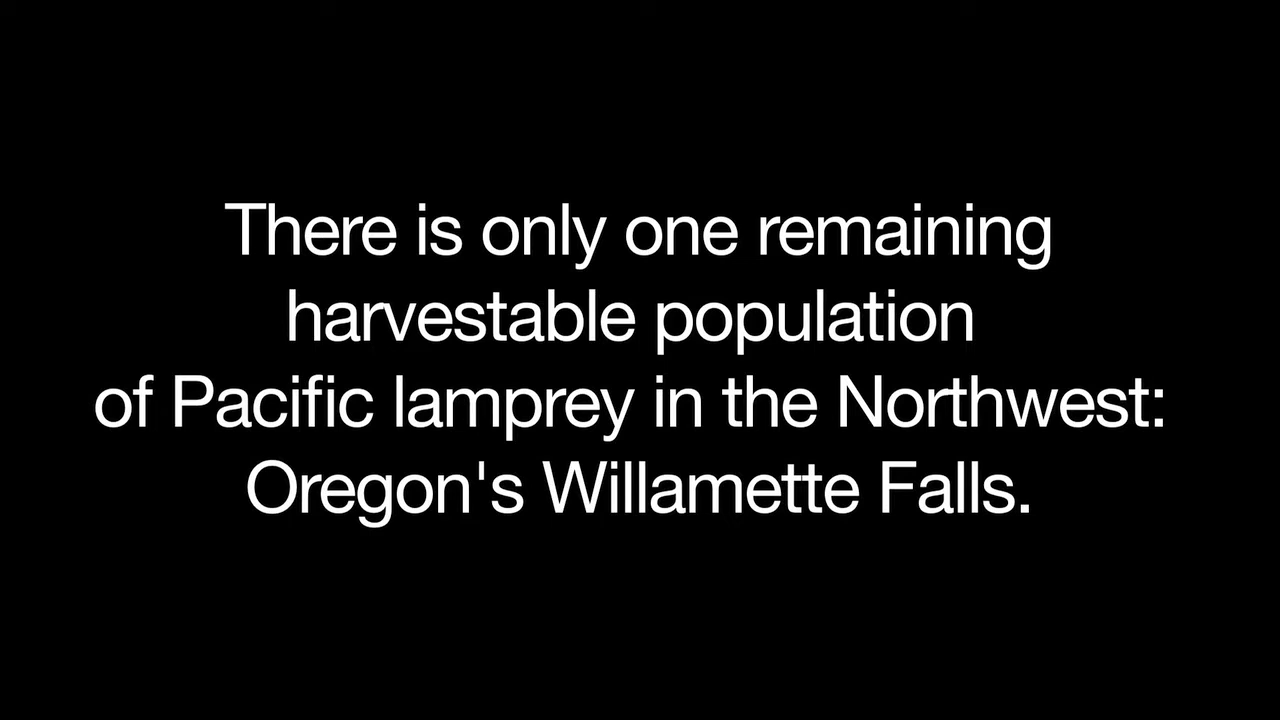 There is only one remaining
harvestable population
of Pacific lamprey in the Northwest:
Oregon's Willamette Falls.